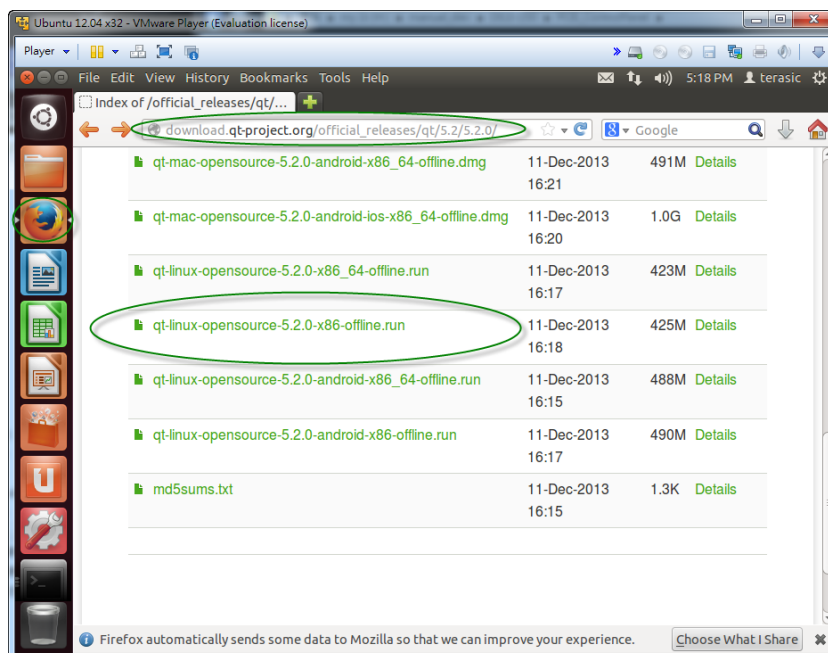 Ubuntu 12.04 x32 - VMware Player (Evaluation license)
Player
File Edit View History Bookmarks Tools Help 5:18 PM terasic
Index of /official_releases/qt/...
download.qt-project.org/official_releases/qt/5.2/5.2.0/ Google
qt-mac-opensource-5.2.0-android-x86_64-offline.dmg 11-Dec-2013 491M Details
16:21
qt-mac-opensource-5.2.0-android-ios-x86_64-offline.dmg 11-Dec-2013 1.0G Details
16:20
qt-linux-opensource-5.2.0-x86_64-offline.run 11-Dec-2013 423M Details
16:17
qt-linux-opensource-5.2.0-x86-offline.run 11-Dec-2013 425M Details
16:18
qt-linux-opensource-5.2.0-android-x86_64-offline.run 11-Dec-2013 488M Details
16:15
qt-linux-opensource-5.2.0-android-x86-offline.run 11-Dec-2013 490M Details
16:17
md5sums.txt 11-Dec-2013 1.3K Details
16:15
Firefox automatically sends some data to Mozilla so that we can improve your experience. Choose What I Share